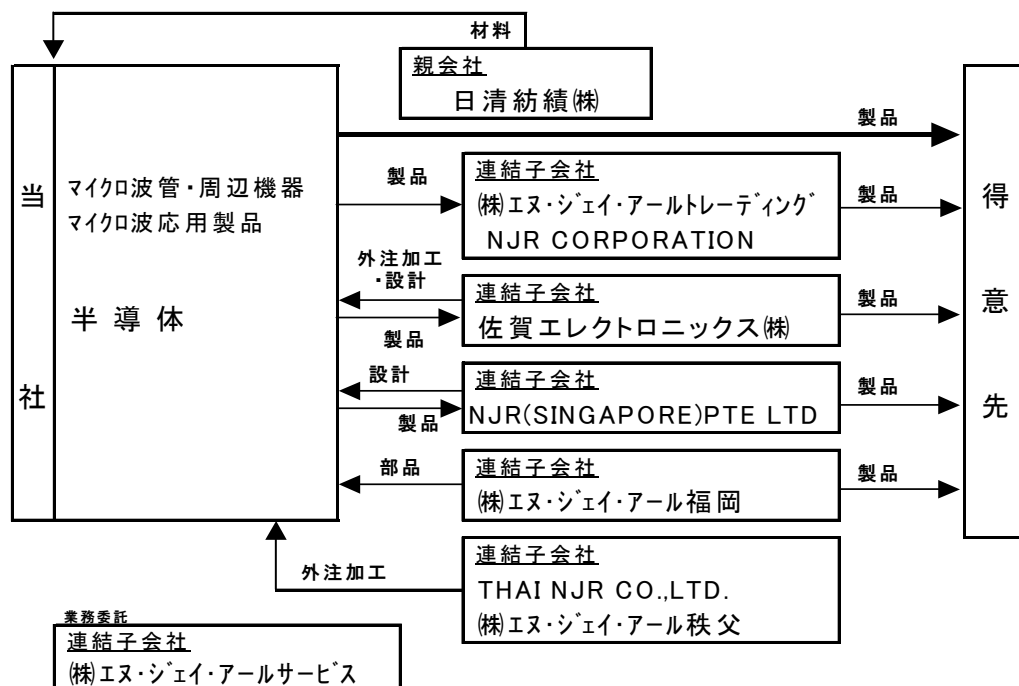 材料
親会社
日清紡績㈱
当社
マイクロ波管・周辺機器
マイクロ波応用製品
半導体
製品
製品
連結子会社
㈱エヌ・ジェイ・アールトレーディング
NJR CORPORATION
製品
外注加工
・設計
製品
連結子会社
佐賀エレクトロニックス㈱
製品
設計
製品
連結子会社
NJR(SINGAPORE)PTE LTD
製品
部品
連結子会社
㈱エヌ・ジェイ・アール福岡
製品
得意先
外注加工
連結子会社
THAI NJR CO.,LTD.
㈱エヌ・ジェイ・アール秩父
業務委託
連結子会社
㈱エヌ・ジェイ・アールサービス